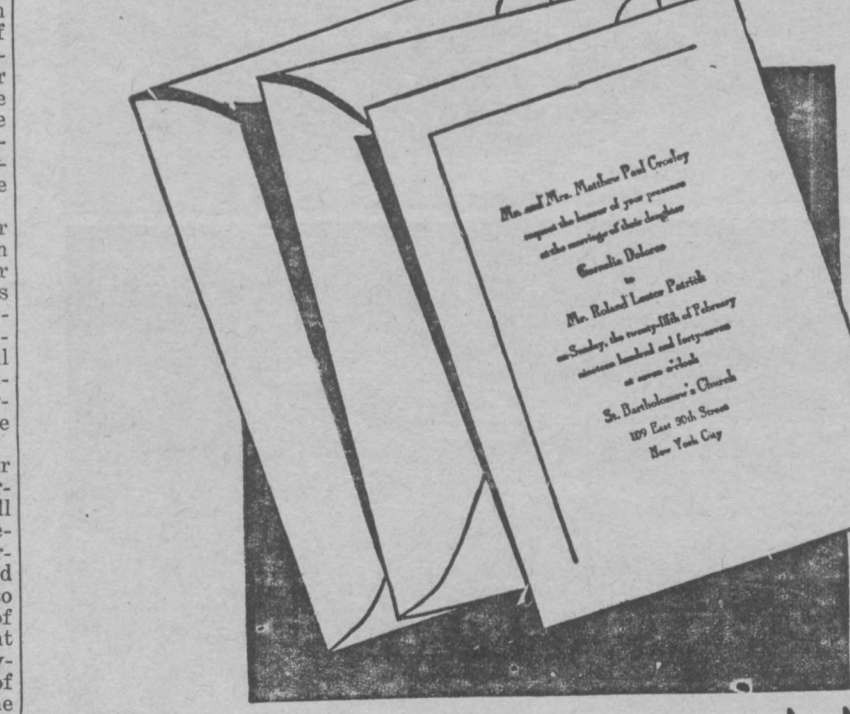 Mr. and Mrs. Matthew Paul Crosley
request the honour of your presence
at the marriage of their daughter
Cornelia Dolores
to
Mr. Roland Lester Patrick
on Sunday, the twenty-fifth of February
nineteen hundred and forty-seven
at seven o'clock
St. Bartholomew's Church
109 East 90th Street
New York City